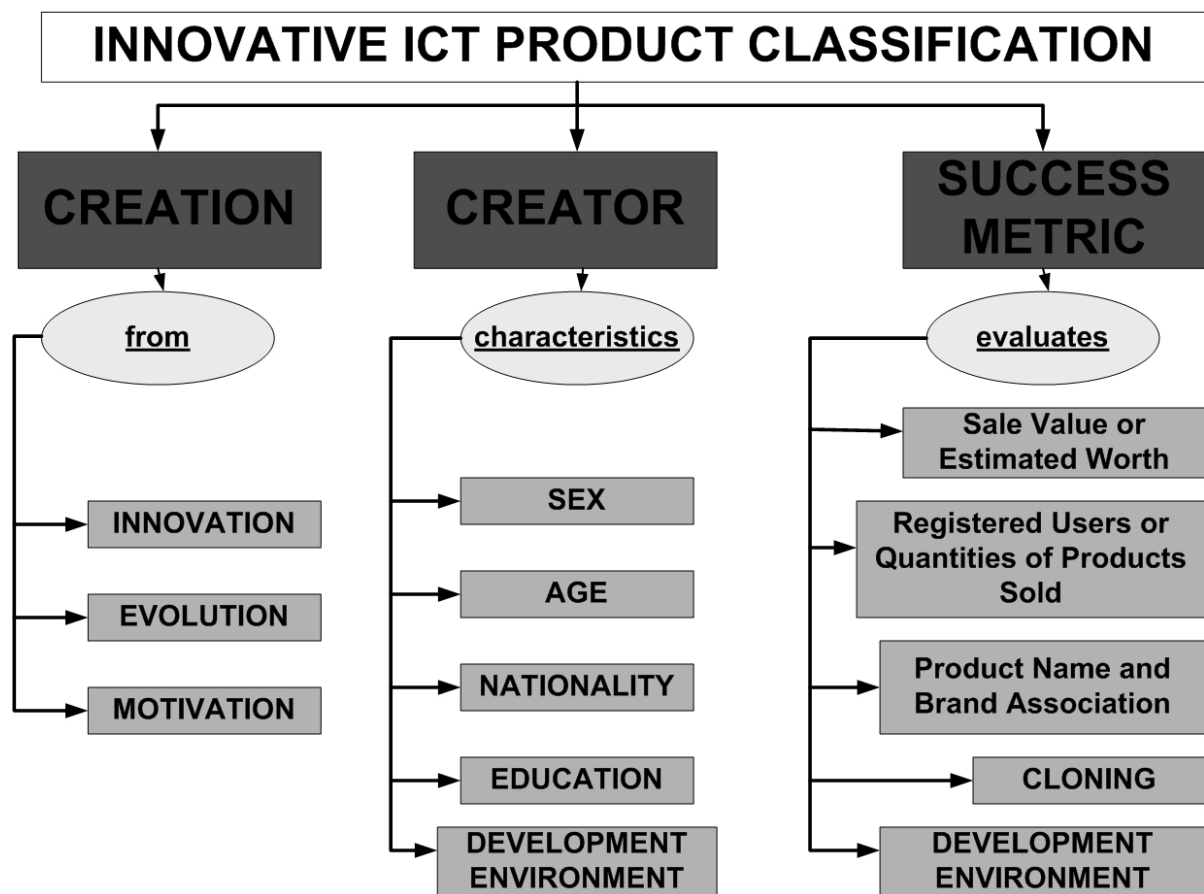 INNOVATIVE ICT PRODUCT CLASSIFICATION
CREATION
from
INNOVATION
EVOLUTION
MOTIVATION
CREATOR
characteristics
SEX
AGE
NATIONALITY
EDUCATION
DEVELOPMENT
ENVIRONMENT
SUCCESS
METRIC
evaluates
Sale Value or
Estimated Worth
Registered Users or
Quantities of Products
Sold
Product Name and
Brand Association
CLONING
DEVELOPMENT
ENVIRONMENT